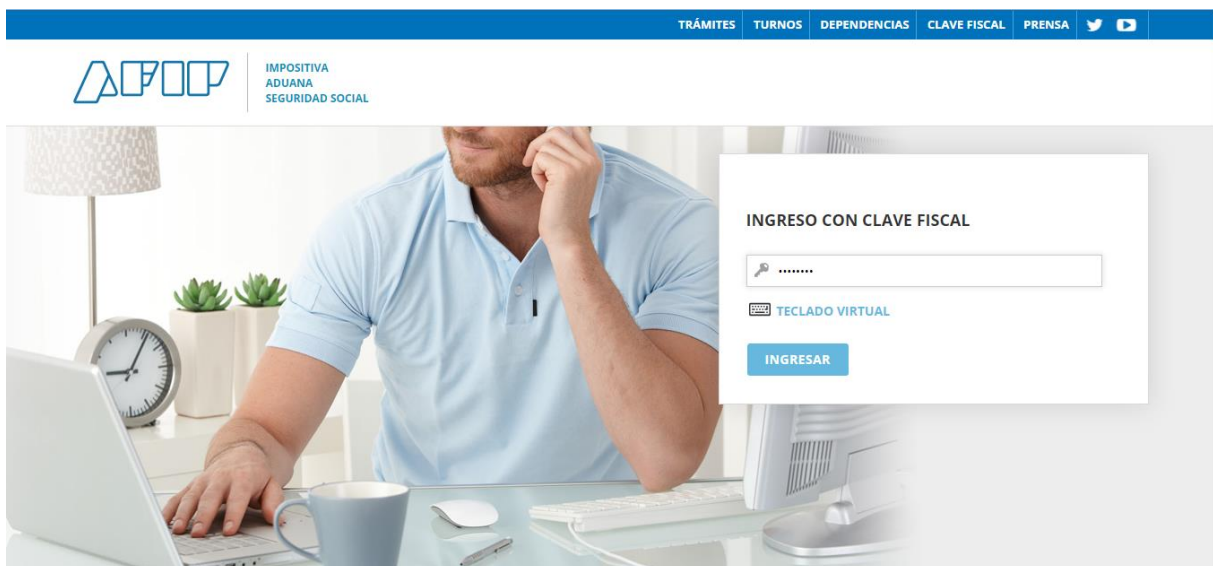 TRÁMITES TURNOS DEPENDENCIAS CLAVE FISCAL PRENSA
AFIP
IMPOSITIVA
ADUANA
SEGURIDAD SOCIAL
INGRESO CON CLAVE FISCAL
........
TECLADO VIRTUAL
INGRESAR